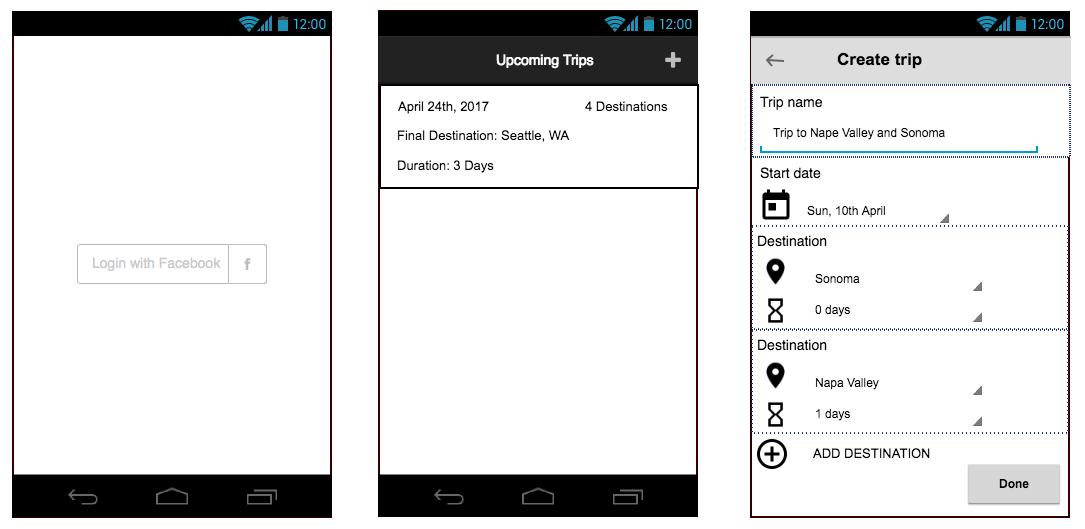 12:00
Login with Facebook f
12:00
Upcoming Trips
April 24th, 2017 4 Destinations
Final Destination: Seattle, WA
Duration: 3 Days
12:00
Create trip
Trip name
Trip to Nape Valley and Sonoma
Start date
Sun, 10th April
Destination
Sonoma
0 days
Destination
Napa Valley
1 days
ADD DESTINATION
Done